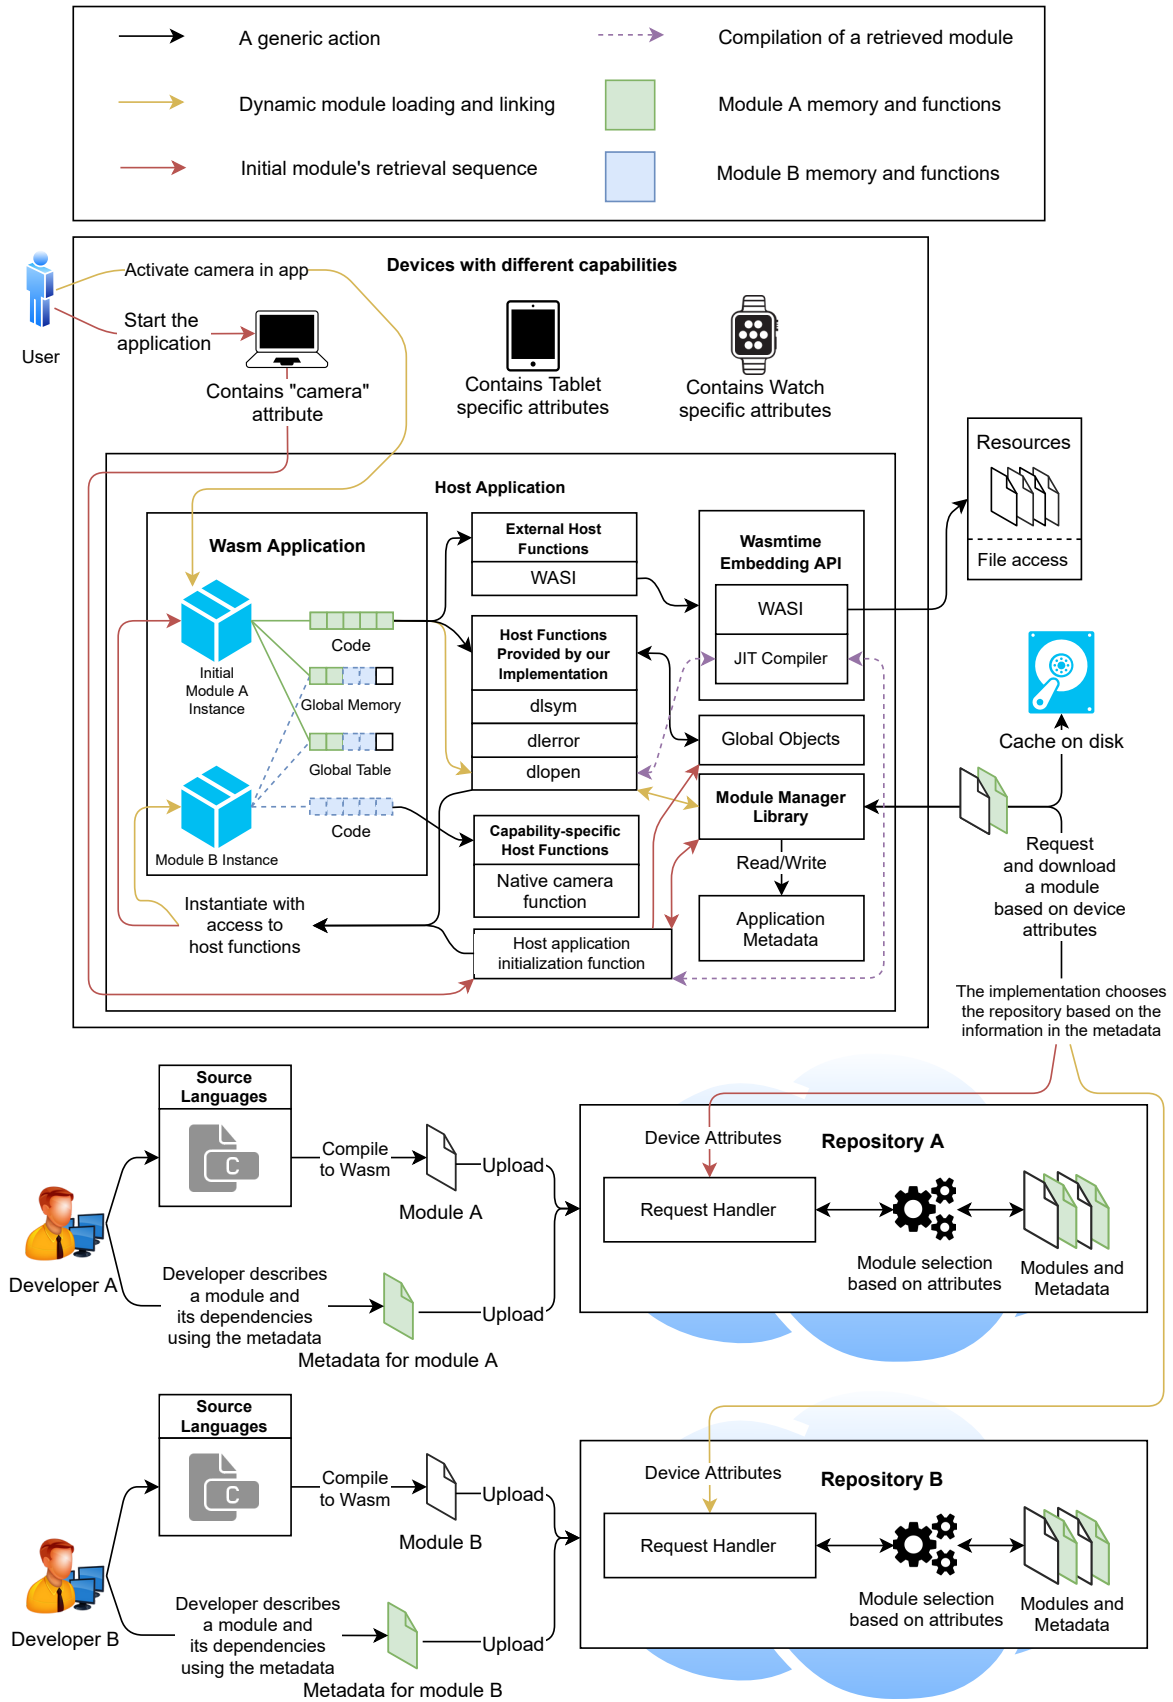 A generic action
Compilation of a retrieved module
Dynamic module loading and linking
Module A memory and functions
Initial module's retrieval sequence
Module B memory and functions
User
Activate camera in app
Start the
application
Devices with different capabilities
Contains "camera"
attribute
Contains Tablet
specific attributes
Contains Watch
specific attributes
Host Application
Wasm Application
Initial
Module A
Instance
Code
Global Memory
Global Table
Code
Module B Instance
Instantiate with
access to
host functions
External Host
Functions
WASI
Host Functions
Provided by our
Implementation
dlsym
dlerror
dlopen
Capability-specific
Host Functions
Native camera
function
Host application
initialization function
Wasmtime
Embedding API
WASI
JIT Compiler
Global Objects
Module Manager
Library
Read/Write
Application
Metadata
Resources
File access
Cache on disk
Request
and download
a module
based on device
attributes
The implementation chooses
the repository based on the
information in the metadata
Developer A
Source
Languages
C
Compile
to Wasm
Module A
Upload
Developer describes
a module and
its dependencies
using the metadata
Metadata for module A
Upload
Repository A
Device Attributes
Request Handler
Module selection
based on attributes
Modules and
Metadata
Developer B
Source
Languages
C
Compile
to Wasm
Module B
Upload
Developer describes
a module and
its dependencies
using the metadata
Metadata for module B
Upload
Repository B
Device Attributes
Request Handler
Module selection
based on attributes
Modules and
Metadata